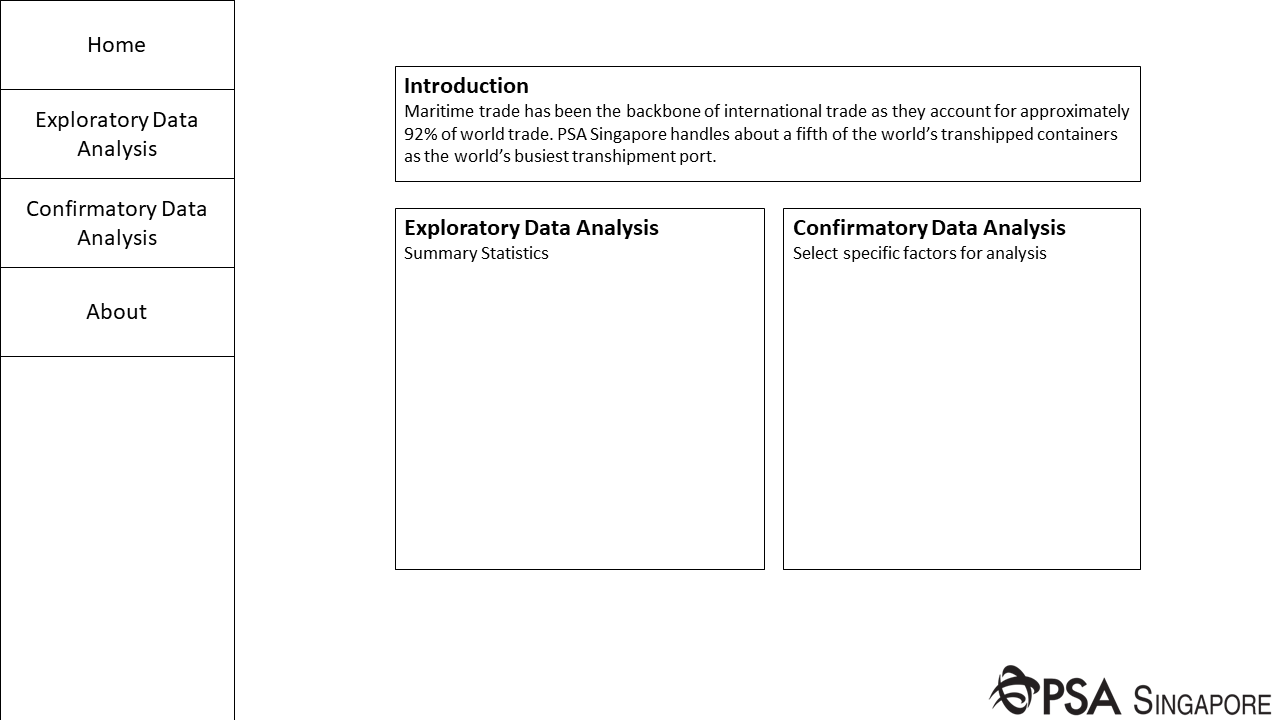 Home
Exploratory Data
Analysis
Confirmatory Data
Analysis
About
Introduction
Maritime trade has been the backbone of international trade as they account for approximately
92% of world trade. PSA Singapore handles about a fifth of the world’s transhipped containers
as the world’s busiest transhipment port.
Exploratory Data Analysis
Summary Statistics
Confirmatory Data Analysis
Select specific factors for analysis
PSA SINGAPORE